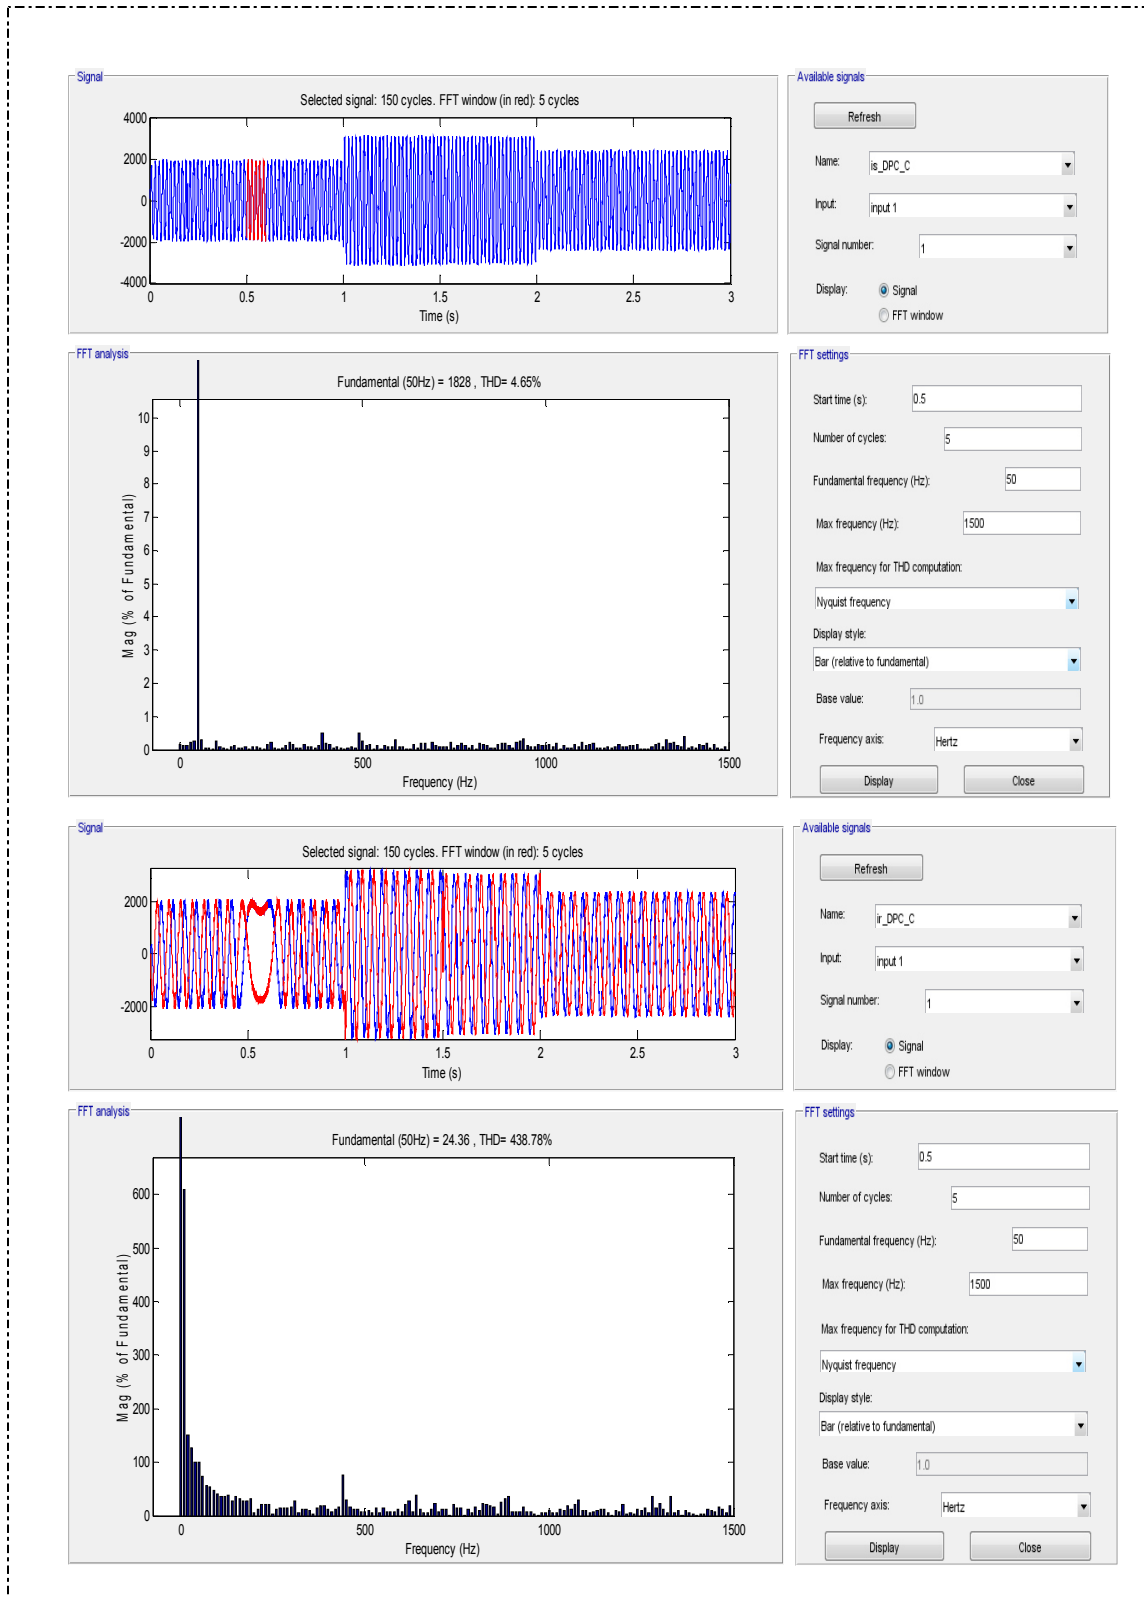 Signal
Selected signal: 150 cycles. FFT window (in red): 5 cycles
4000
2000
0
-2000
-4000
0 0.5 1 1.5 2 2.5 3
Time (s)
Available signals
Refresh
Name: is_DPC_C
Input: input 1
Signal number: 1
Display: Signal
FFT window
FFT analysis
Fundamental (50Hz) = 1828 , THD= 4.65%
10
9
8
7
6
5
4
3
2
1
0
Mag (% of Fundamental)
0 500 1000 1500
Frequency (Hz)
FFT settings
Start time (s): 0.5
Number of cycles: 5
Fundamental frequency (Hz): 50
Max frequency (Hz): 1500
Max frequency for THD computation:
Nyquist frequency
Display style:
Bar (relative to fundamental)
Base value: 1.0
Frequency axis: Hertz
Display Close
Signal
Selected signal: 150 cycles. FFT window (in red): 5 cycles
2000
0
-2000
0 0.5 1 1.5 2 2.5 3
Time (s)
Available signals
Refresh
Name: ir_DPC_C
Input: input 1
Signal number: 1
Display: Signal
FFT window
FFT analysis
Fundamental (50Hz) = 24.36 , THD= 438.78%
600
500
400
300
200
100
0
Mag (% of Fundamental)
0 500 1000 1500
Frequency (Hz)
FFT settings
Start time (s): 0.5
Number of cycles: 5
Fundamental frequency (Hz): 50
Max frequency (Hz): 1500
Max frequency for THD computation:
Nyquist frequency
Display style:
Bar (relative to fundamental)
Base value: 1.0
Frequency axis: Hertz
Display Close